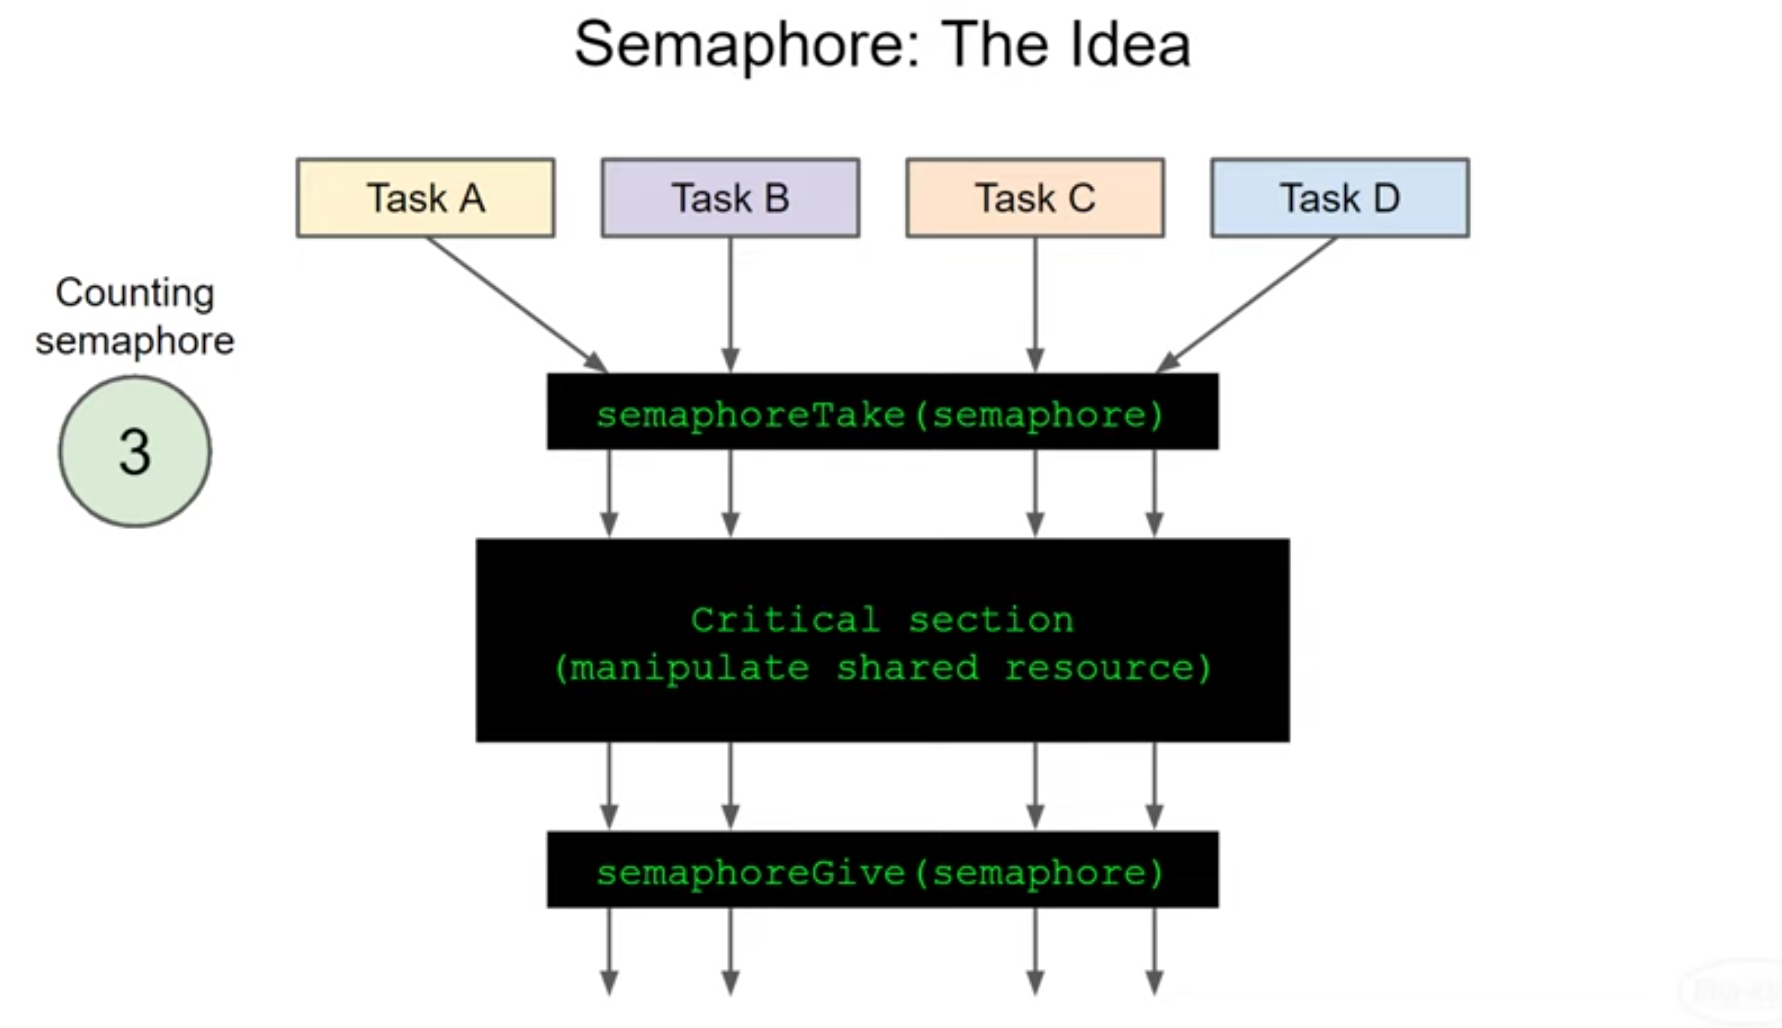 Semaphore: The Idea
Task A
Task B
Task C
Task D
Counting
semaphore
3
semaphoreTake(semaphore)
Critical section
(manipulate shared resource)
semaphoreGive(semaphore)